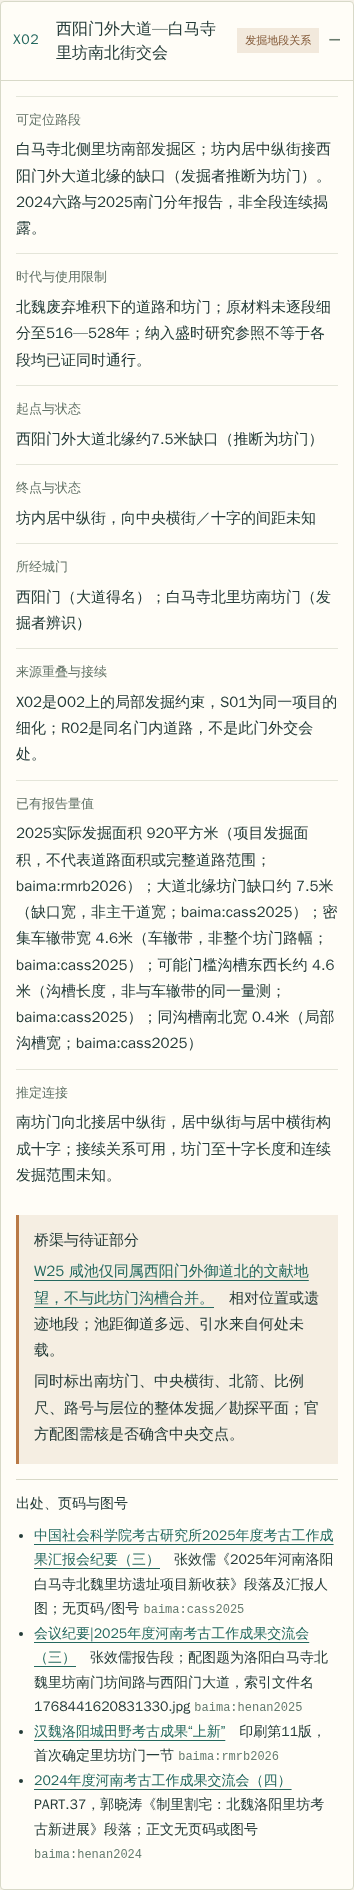 X02
西阳门外大道—白马寺
里坊南北街交会
发掘地段关系
可定位路段
白马寺北侧里坊南部发掘区；坊内居中纵街接西
阳门外大道北缘的缺口（发掘者推断为坊门）。
2024六路与2025南门分年报告，非全段连续揭
露。
时代与使用限制
北魏废弃堆积下的道路和坊门；原材料未逐段细
分至516—528年；纳入盛时研究参照不等于各
段均已证同时通行。
起点与状态
西阳门外大道北缘约7.5米缺口（推断为坊门）
终点与状态
坊内居中纵街，向中央横街／十字的间距未知
所经城门
西阳门（大道得名）；白马寺北里坊南坊门（发
掘者辨识）
来源重叠与接续
X02是O02上的局部发掘约束，S01为同一项目的
细化；R02是同名门内道路，不是此门外交会
处。
已有报告量值
2025实际发掘面积 920平方米（项目发掘面
积，不代表道路面积或完整道路范围；
baima:rmrb2026）；大道北缘坊门缺口约 7.5米
（缺口宽，非主干道宽；baima:cass2025）；密
集车辙带宽 4.6米（车辙带，非整个坊门路幅；
baima:cass2025）；可能门槛沟槽东西长约 4.6
米（沟槽长度，非与车辙带的同一量测；
baima:cass2025）；同沟槽南北宽 0.4米（局部
沟槽宽；baima:cass2025）
推定连接
南坊门向北接居中纵街，居中纵街与居中横街构
成十字；接续关系可用，坊门至十字长度和连续
发掘范围未知。
桥渠与待证部分
W25 咸池仅同属西阳门外御道北的文献地
望，不与此坊门沟槽合并。 相对位置或遗
迹地段；池距御道多远、引水来自何处未
载。
同时标出南坊门、中央横街、北箭、比例
尺、路号与层位的整体发掘／勘探平面；官
方配图需核是否确含中央交点。
出处、页码与图号
• 中国社会科学院考古研究所2025年度考古工作成
果汇报会纪要（三） 张效儒《2025年河南洛阳
白马寺北魏里坊遗址项目新收获》段落及汇报人
图；无页码/图号 baima:cass2025
• 会议纪要|2025年度河南考古工作成果交流会
（三） 张效儒报告段；配图题为洛阳白马寺北
魏里坊南坊门坊间路与西阳门大道，索引文件名
1768441620831330.jpg baima:henan2025
• 汉魏洛阳城田野考古成果“上新” 印刷第11版，
首次确定里坊坊门一节 baima:rmrb2026
• 2024年度河南考古工作成果交流会（四）
PART.37，郭晓涛《制里割宅：北魏洛阳里坊考
古新进展》段落；正文无页码或图号
baima:henan2024